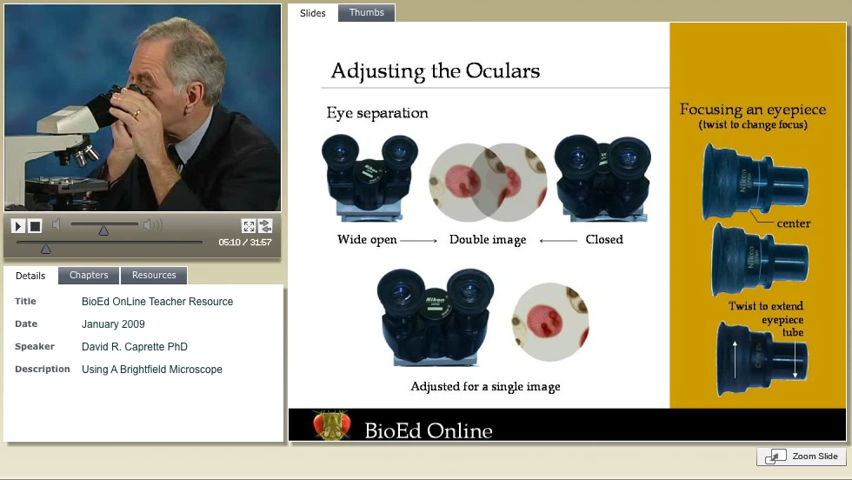 Slides
Thumbs
Adjusting the Oculars
Eye separation
Wide open
Double image
Closed
Adjusted for a single image
Focusing an eyepiece
(twist to change focus)
center
Twist to extend
eyepiece
tube
BioEd Online
05:10 / 31:57
Details
Chapters
Resources
Title BioEd OnLine Teacher Resource
Date January 2009
Speaker David R. Caprette PhD
Description Using A Brightfield Microscope
Zoom Slide